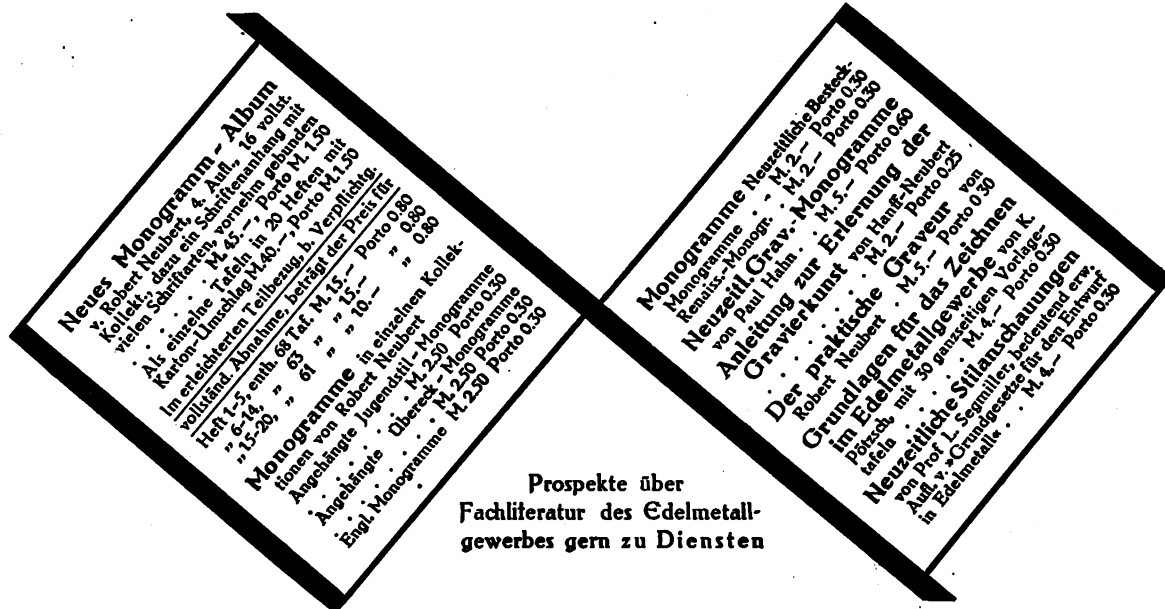 Neues Monogramm-Album
v. Robert Neubert, 4. Aufl., 16 vollst.
Kollekt., dazu ein Schriftenanhang mit
vielen Schriftarten, vornehm gebunden
. . . . . M. 45.–, Porto M. 1.50
Als einzelne Tafeln in 20 Heften mit
Karton-Umschlag M. 40.–, Porto M. 1.50
Im erleichterten Teilbezug, b. Verpflichtg.
vollständ. Abnahme, beträgt der Preis für
Heft 1-5, enth. 68 Taf. M. 15.– Porto 0.80
„ 6-14, „ 63 „ „ 15.– „ 0.80
„ 15-20, „ 61 „ „ 10.– „ 0.80
Monogramme in einzelnen Kollek-
tionen von Robert Neubert
Angehängte Jugendstil-Monogramme
. . . . . . M. 2.50 Porto 0.30
Angehängte Übereck-Monogramme
. . . . . . M. 2.50 Porto 0.30
Engl. Monogramme M. 2.50 Porto 0.30
Monogramme Neuzeitliche Besteck-
Monogramme . . M. 2.– Porto 0.30
Renaiss.-Monogr. . M. 2.– Porto 0.30
Neuzeitl. Grav.-Monogramme
von Paul Hahn . M. 5.– Porto 0.60
Anleitung zur Erlernung der
Gravierkunst von Hanff-Neubert
. . . . . . M. 2.– Porto 0.25
Der praktische Graveur von
Robert Neubert . M. 5.– Porto 0.30
Grundlagen für das Zeichnen
im Edelmetallgewerbe von K.
Pötzsch, mit 30 ganzseitigen Vorlage-
tafeln . . . . M. 4.– Porto 0.30
Neuzeitliche Stilanschauungen
von Prof. L. Segmiller, bedeutend erw.
Aufl. v. »Grundgesetze für den Entwurf
in Edelmetall« . . M. 4.– Porto 0.30
Prospekte über
Fachliteratur des Edelmetall-
gewerbes gern zu Diensten